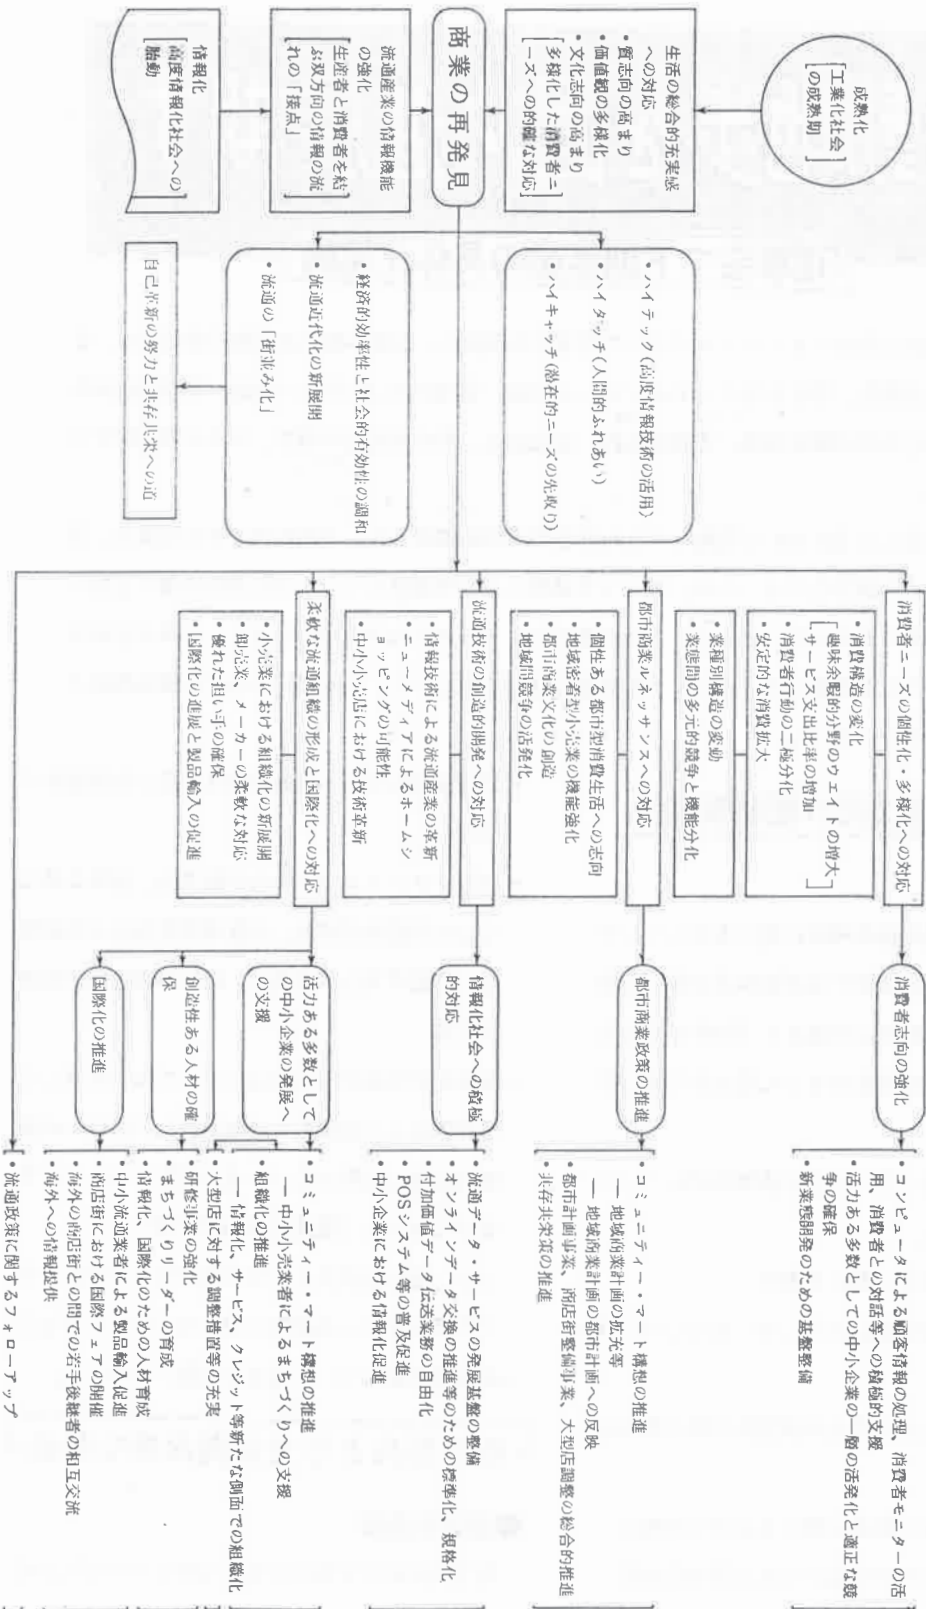 成熟化
工業化社会
の成熟期
生活の総合的充実感
への対応
・質志向の高まり
・価値観の多様化
・文化志向の高まり
多様化した消費者ニ
ーズへの的確な対応
商業の再発見
流通産業の情報機能
の強化
生産者と消費者を結
ぶ双方向の情報の流
れの「接点」
情報化
高度情報化社会への
胎動
・ハイテック(高度情報技術の活用)
・ハイタッチ(人間的ふれあい)
・ハイキャッチ(潜在的ニーズの先取り)
・経済的効率性と社会的有効性の調和
・流通近代化の新展開
・流通の「街並み化」
自己革新の努力と共存共栄への道
消費者ニーズの個性化・多様化への対応
・消費構造の変化
趣味余暇的分野のウェイトの増大
サービス支出比率の増加
・消費者行動の二極分化
・安定的な消費拡大
・業種別構造の変動
・業態間の多元的競争と機能分化
都市商業ルネッサンスへの対応
・個性ある都市型消費生活への志向
・地域密着型小売業の機能強化
・都市商業文化の創造
・地域間競争の活発化
流通技術の創造的開発への対応
・情報技術による流通産業の革新
・ニューメディアによるホームシ
ョッピングの可能性
・中小小売店における技術革新
柔軟な流通組織の形成と国際化への対応
・小売業における組織化の新展開
・卸売業、メーカーの柔軟な対応
・優れた担い手の確保
・国際化の進展と製品輸入の促進
消費者志向の強化
都市商業政策の推進
情報化社会への積極
的対応
活力ある多数として
の中小企業の発展へ
の支援
創造性ある人材の確
保
国際化の推進
・コンピュータによる顧客情報の処理、消費者モニターの活
用、消費者との対話等への積極的支援
・活力ある多数としての中小企業の一層の活発化と適正な競
争の確保
・新業態開発のための基盤整備
・コミュニティー・マート構想の推進
― 地域商業計画の拡充等
― 地域商業計画の都市計画への反映
・都市計画事業、商店街整備事業、大型店調整の総合的推進
・共存共栄策の推進
・流通データ・サービスの発展基盤の整備
・オンラインデータ交換の推進等のための標準化、規格化
・付加価値データ伝送業務の自由化
・POSシステム等の普及促進
・中小企業における情報化促進
・コミュニティー・マート構想の推進
― 中小小売業者によるまちづくりへの支援
・組織化の推進
― 情報化、サービス、クレジット等新たな側面での組織化
・大型店に対する調整措置等の充実
・研修事業の強化
・まちづくりリーダーの育成
・情報化、国際化のための人材育成
・中小流通業者による製品輸入促進
・商店街における国際フェアの開催
・海外の商店街との間での若手後継者の相互交流
・海外への情報提供
・流通政策に関するフォローアップ